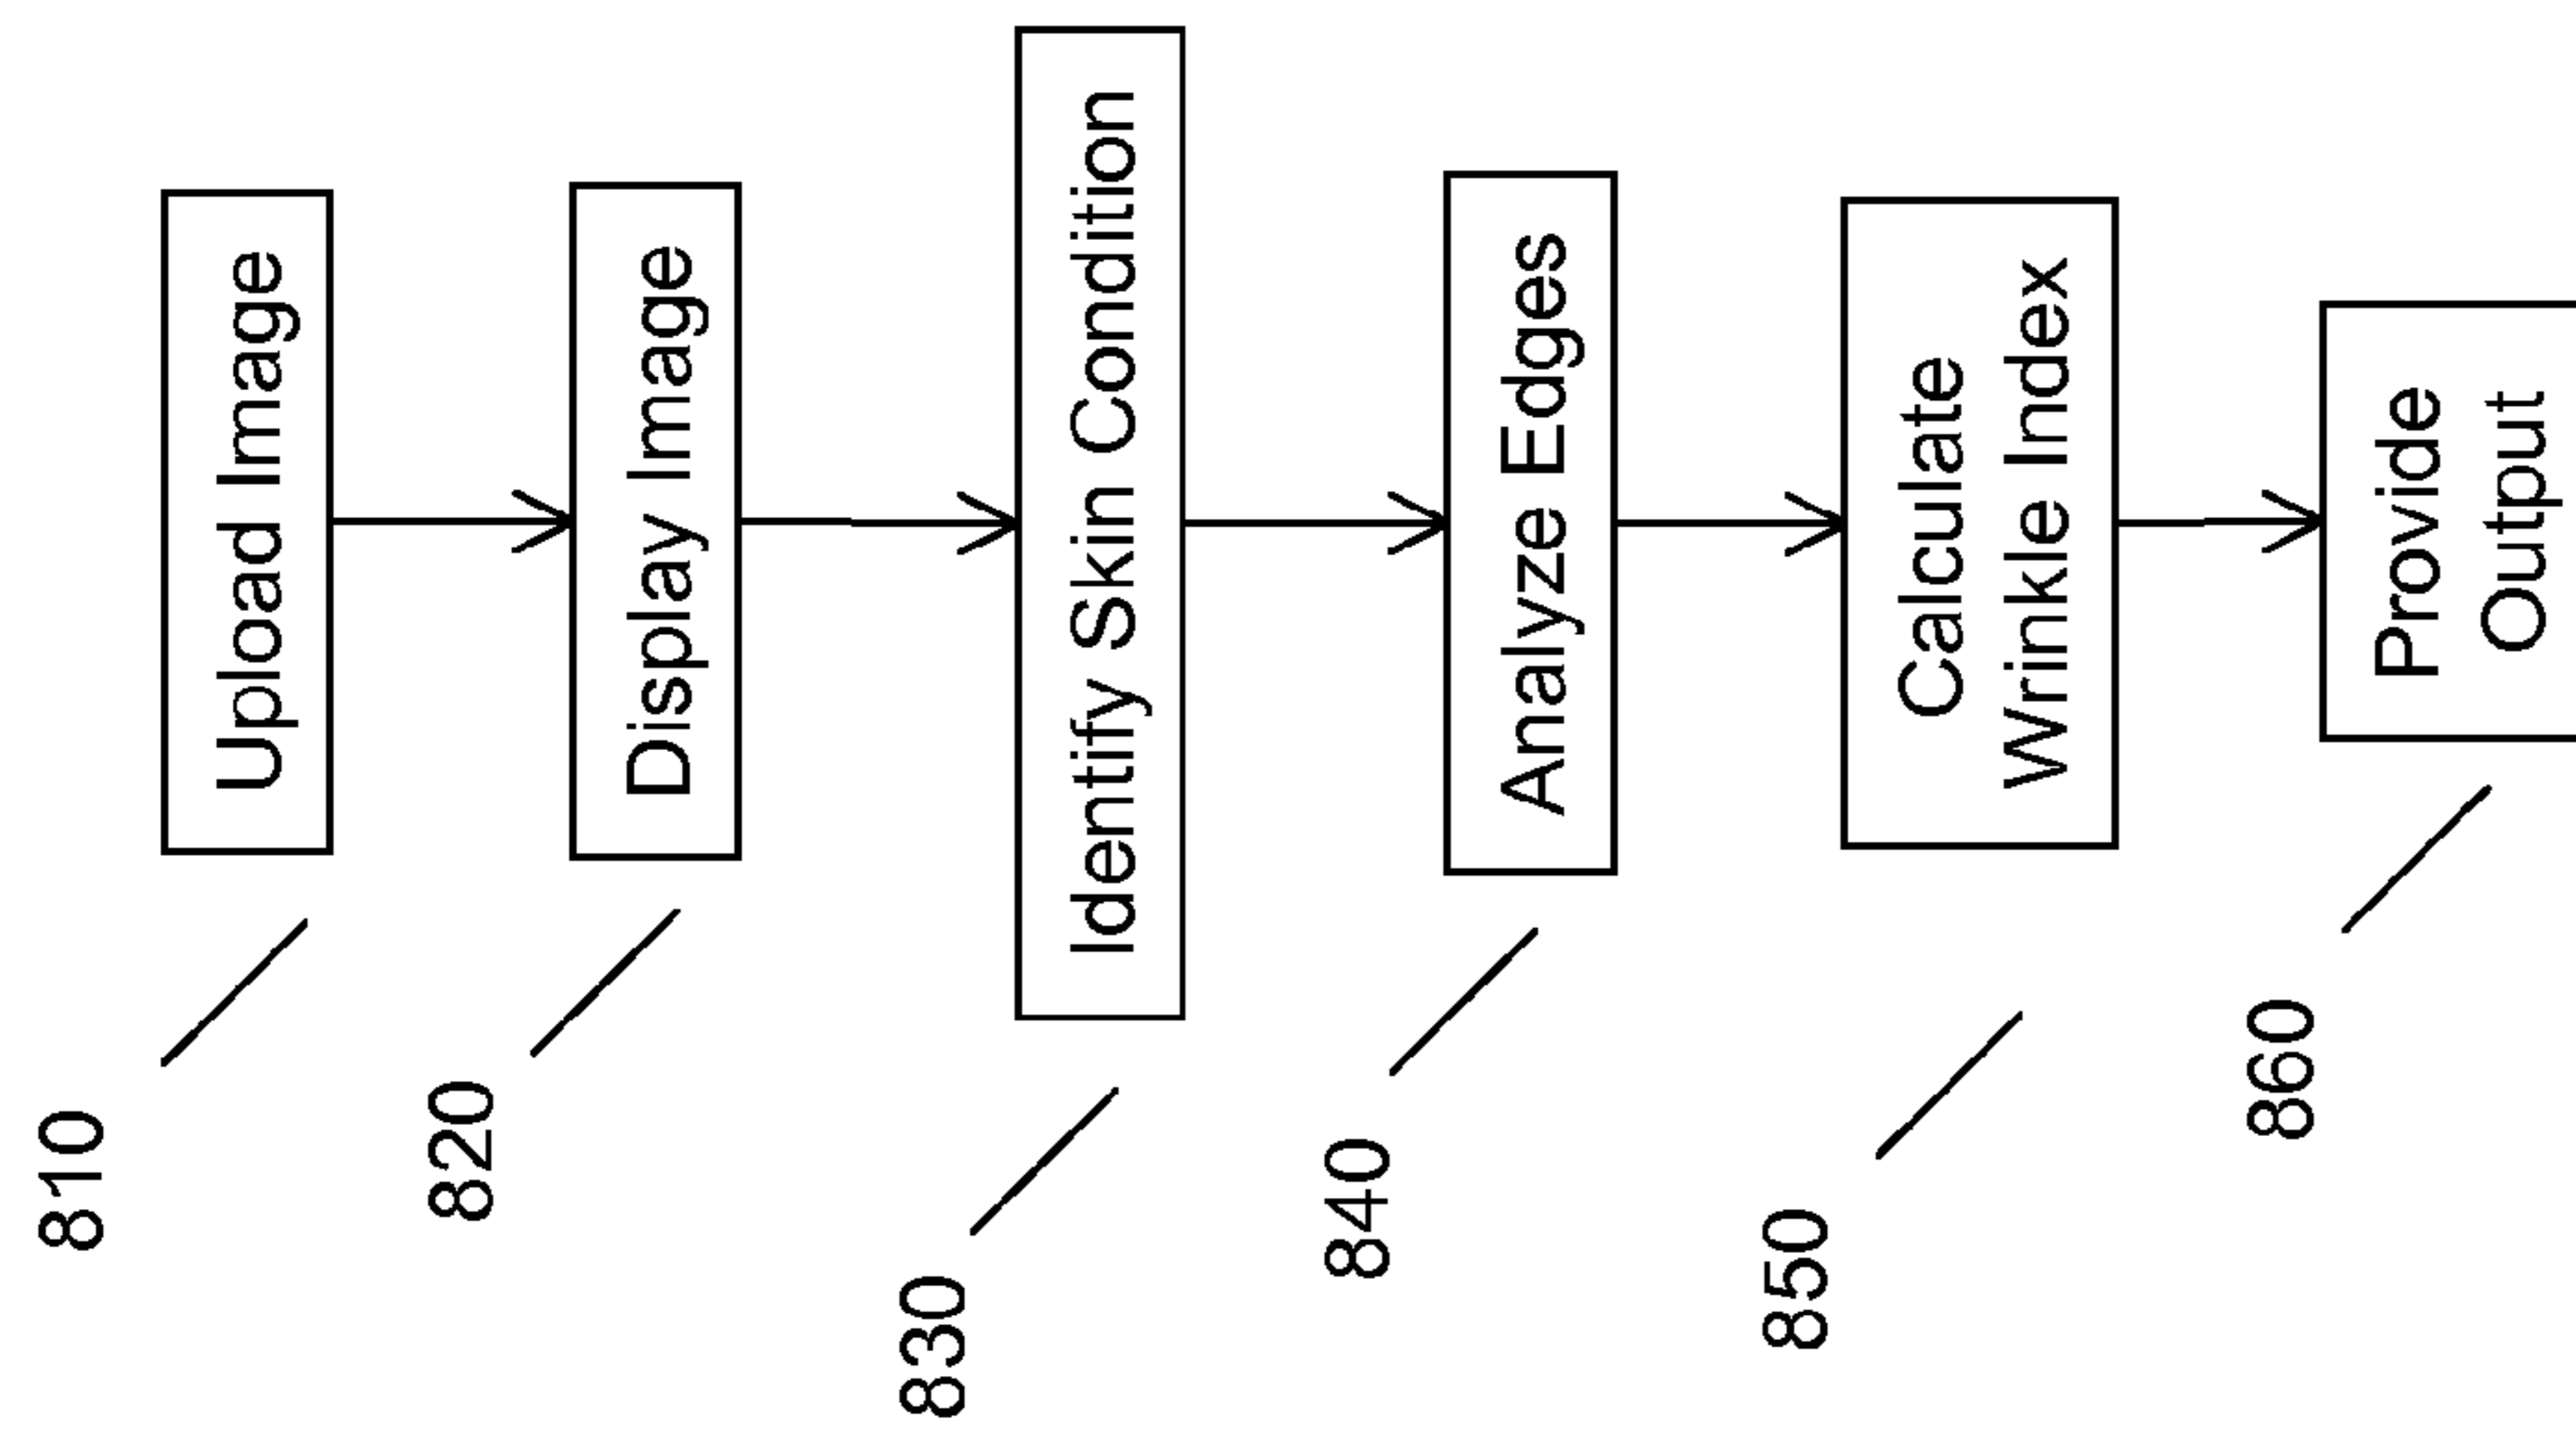 810
Upload Image
820
Display Image
830
Identify Skin Condition
840
Analyze Edges
850
Calculate
Wrinkle Index
860
Provide
Output